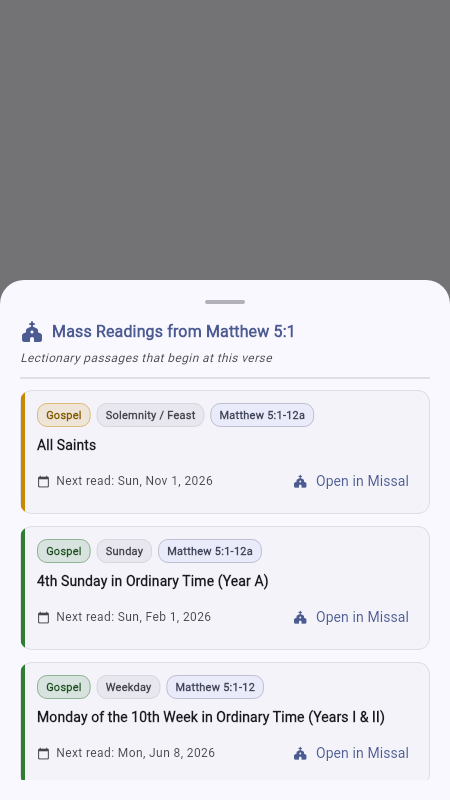 Mass Readings from Matthew 5:1
Lectionary passages that begin at this verse
Gospel Solemnity / Feast Matthew 5:1-12a
All Saints
Next read: Sun, Nov 1, 2026 Open in Missal
Gospel Sunday Matthew 5:1-12a
4th Sunday in Ordinary Time (Year A)
Next read: Sun, Feb 1, 2026 Open in Missal
Gospel Weekday Matthew 5:1-12
Monday of the 10th Week in Ordinary Time (Years I & II)
Next read: Mon, Jun 8, 2026 Open in Missal